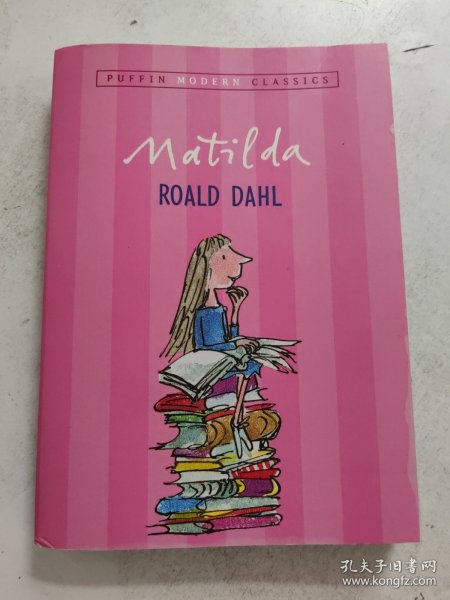 PUFFIN MODERN CLASSICS
Matilda
ROALD DAHL
孔夫子旧书网
www.kongfz.com